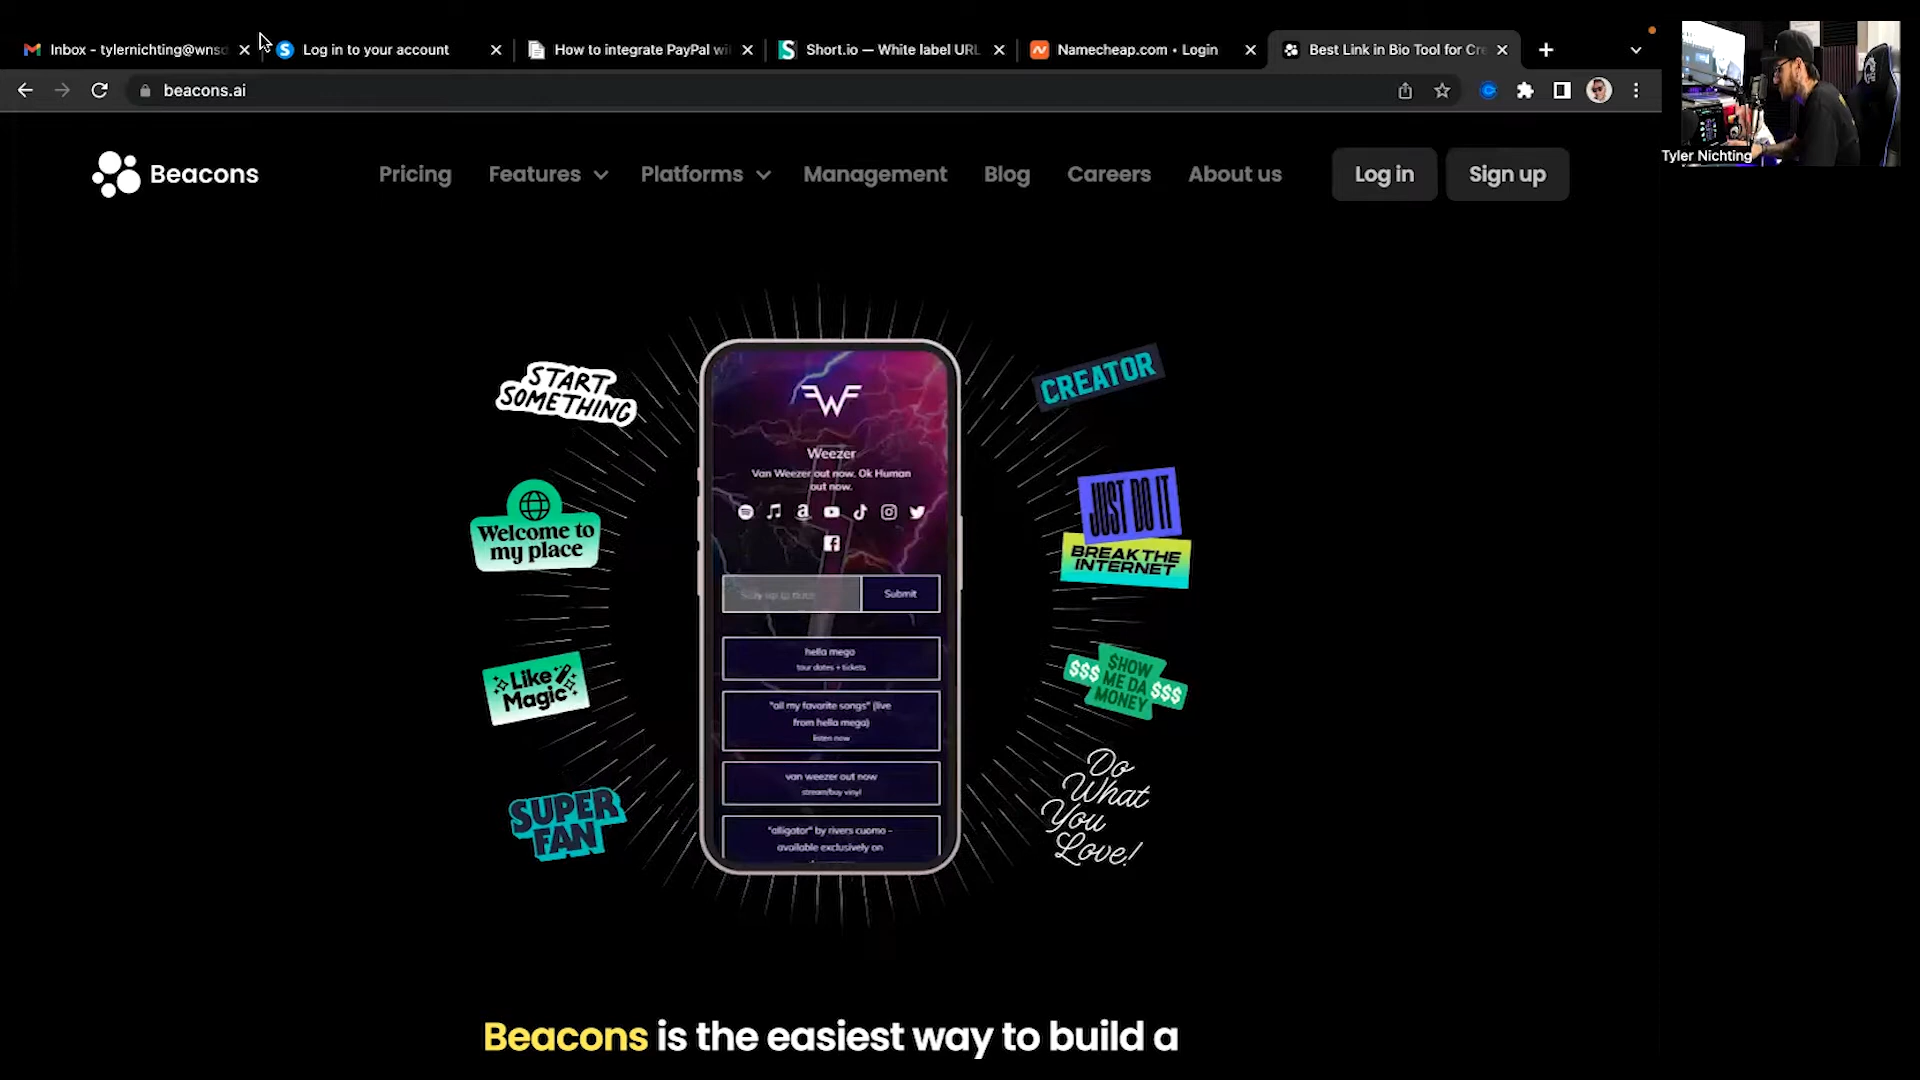 Inbox - tylernichting@wnsd
Log in to your account
How to integrate PayPal wi
Short.io — White label URL
Namecheap.com • Login
Best Link in Bio Tool for Cre
beacons.ai
Tyler Nichting
Beacons
Pricing
Features
Platforms
Management
Blog
Careers
About us
Log in
Sign up
START
SOMETHING
CREATOR
Weezer
Van Weezer out now. Ok Human
out now.
Welcome to
my place
JUST DO IT
BREAK THE
INTERNET
Stay up to date
Submit
hella mega
tour dates + tickets
Like
Magic
$$$ $HOW
ME DA
MONEY $$$
"all my favorite songs" (live
from hella mega)
listen now
van weezer out now
stream/buy vinyl
SUPER
FAN
Do
What
You
Love!
"alligator" by rivers cuomo -
available exclusively on
Beacons is the easiest way to build a